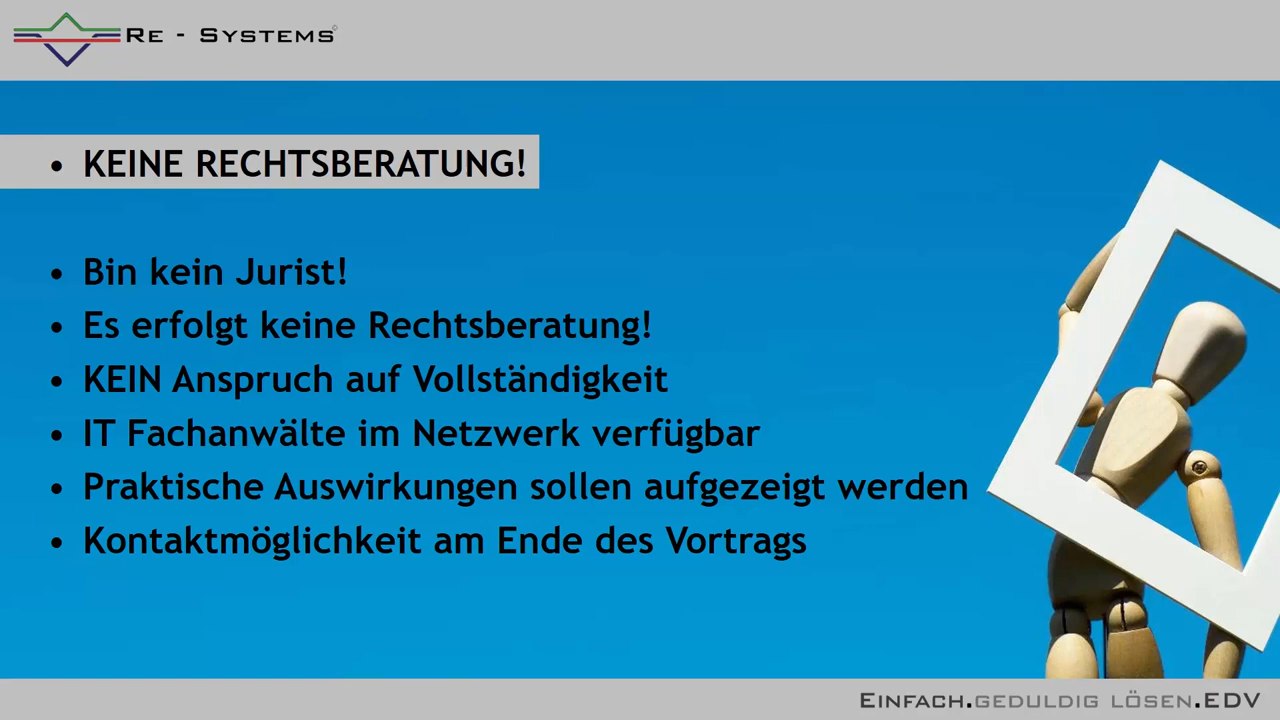 RE - SYSTEMS
• KEINE RECHTSBERATUNG!
• Bin kein Jurist!
• Es erfolgt keine Rechtsberatung!
• KEIN Anspruch auf Vollständigkeit
• IT Fachanwälte im Netzwerk verfügbar
• Praktische Auswirkungen sollen aufgezeigt werden
• Kontaktmöglichkeit am Ende des Vortrags
EINFACH.GEDULDIG LÖSEN.EDV